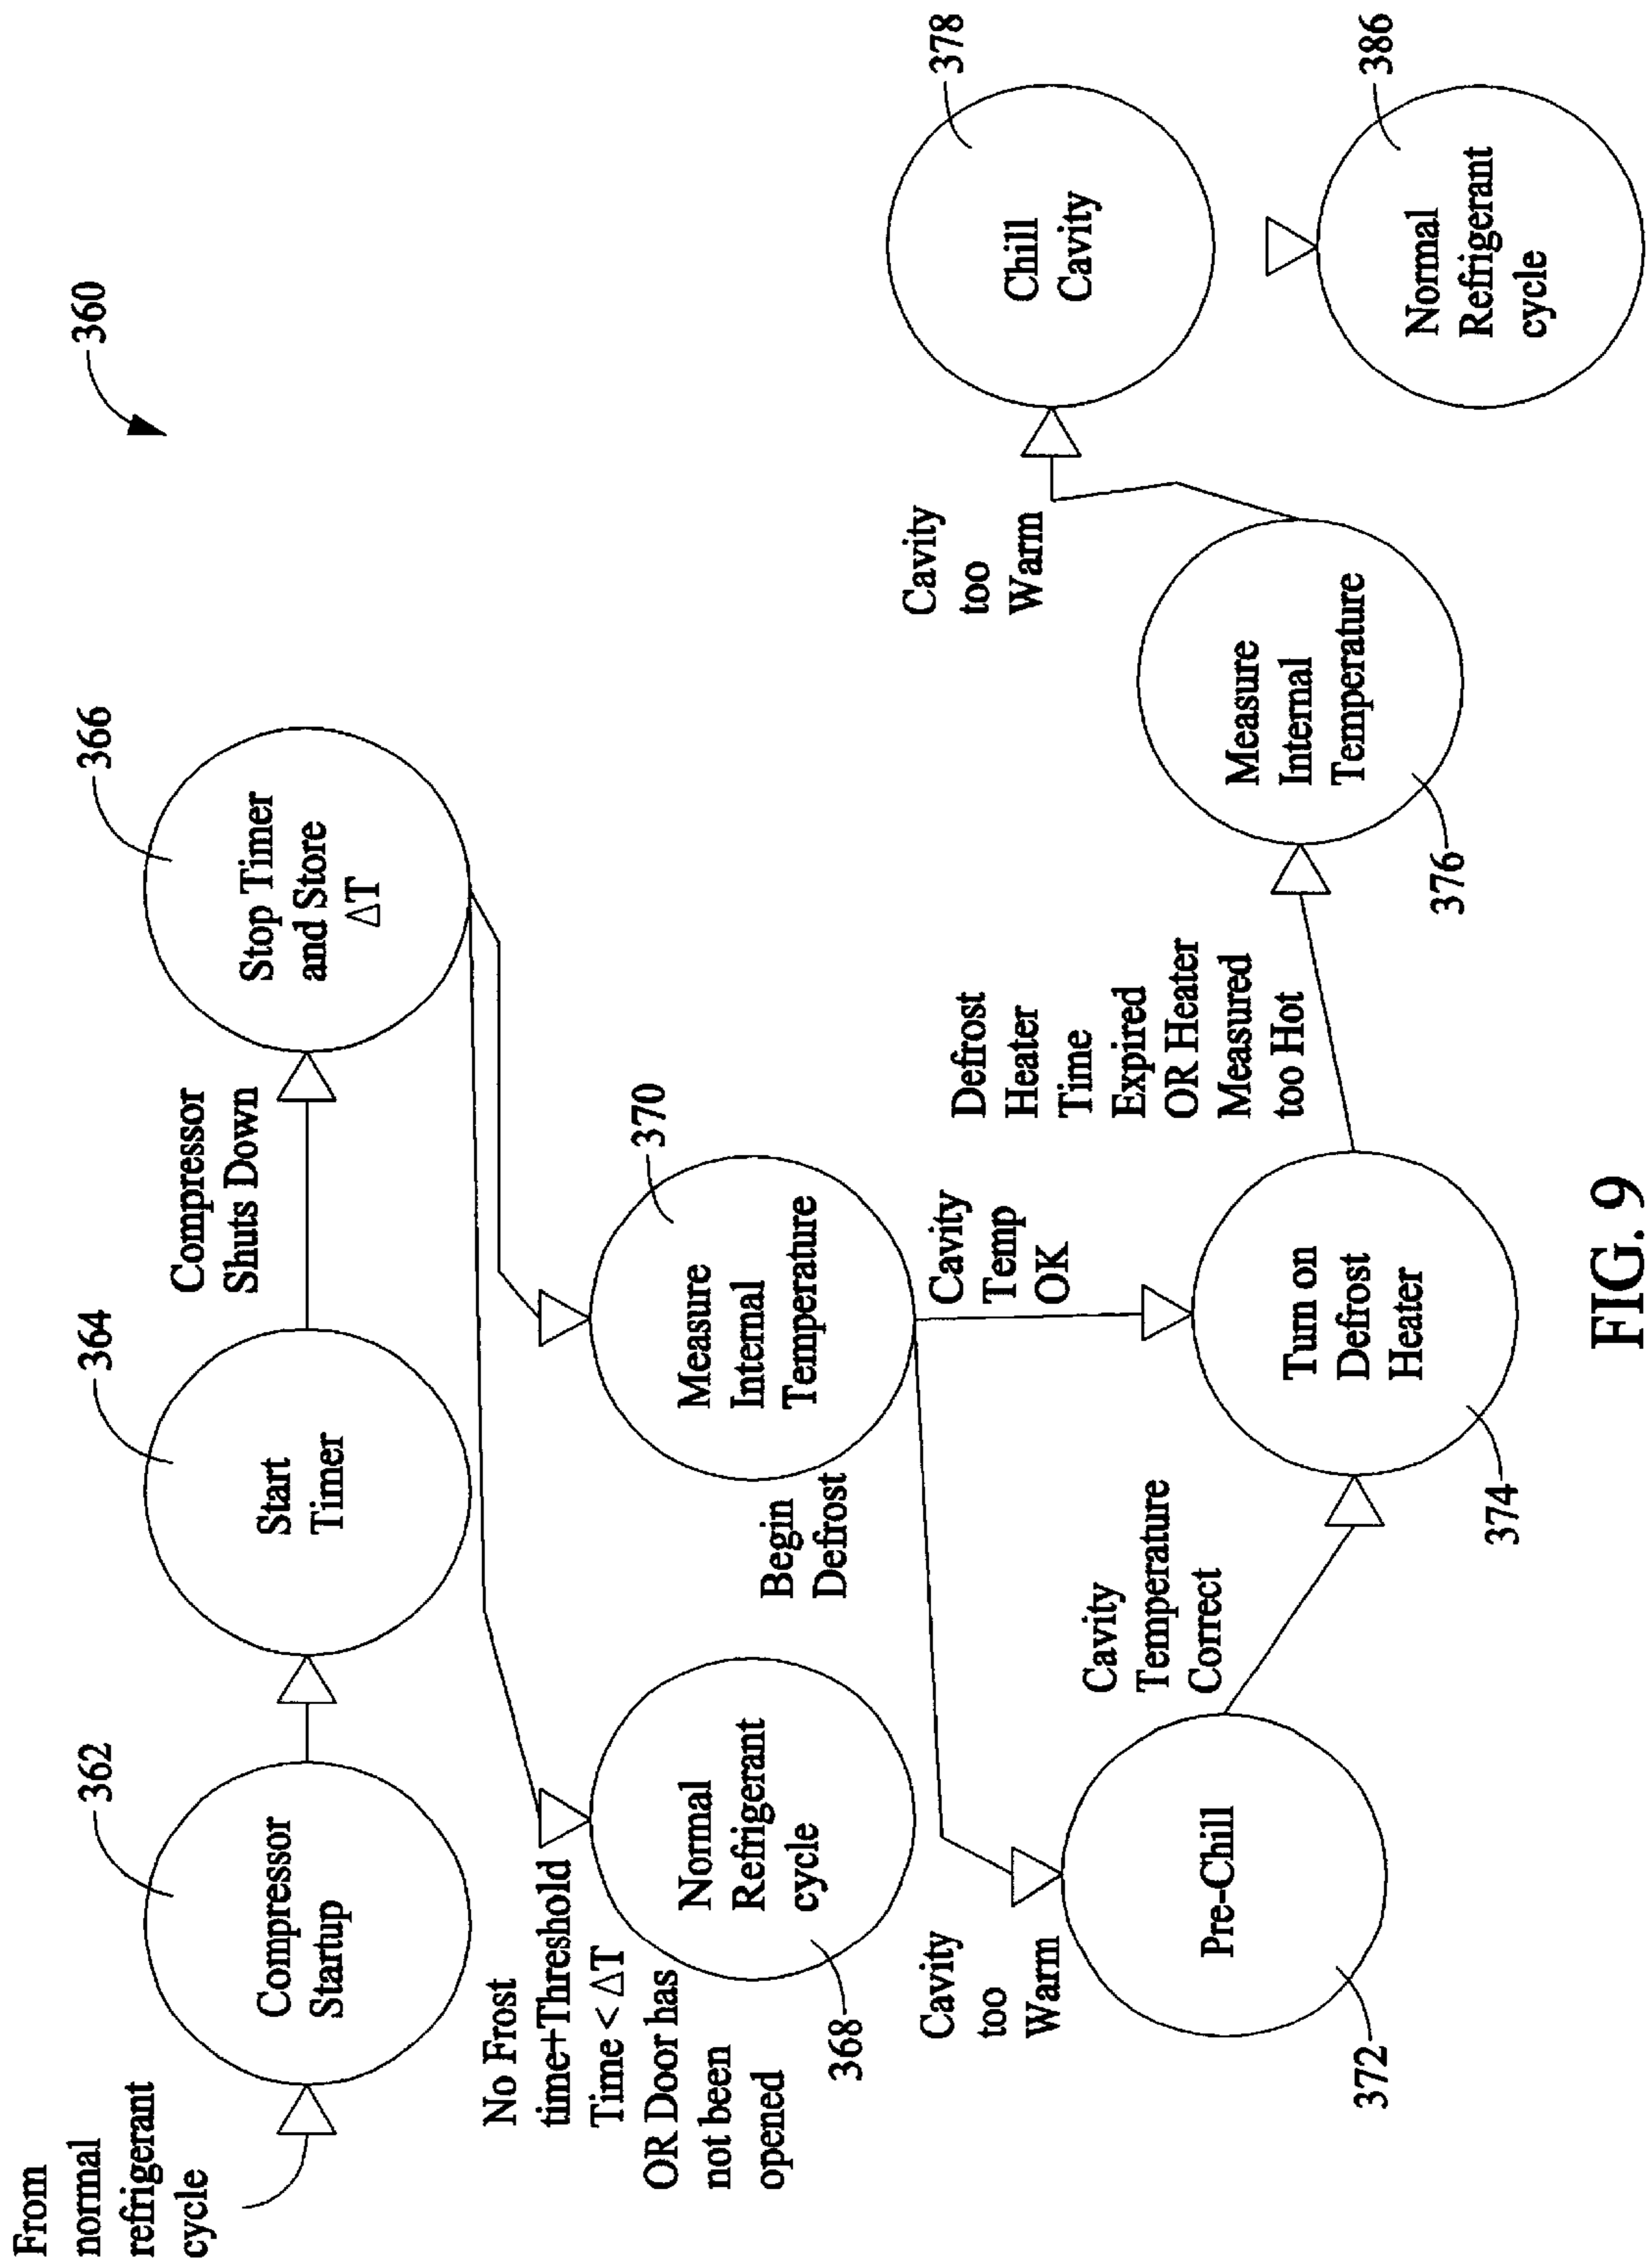 360
From
normal
refrigerant
cycle
362
Compressor
Startup
364
Start
Timer
Compressor
Shuts Down
366
Stop Timer
and Store
ΔT
No Frost
time+Threshold
Time < ΔT
OR Door has
not been
opened
368
Normal
Refrigerant
cycle
Begin
Defrost
370
Measure
Internal
Temperature
Cavity
too
Warm
372
Pre-Chill
Cavity
Temperature
Correct
Cavity
Temp
OK
374
Turn on
Defrost
Heater
Defrost
Heater
Time
Expired
OR Heater
Measured
too Hot
376
Measure
Internal
Temperature
Cavity
too
Warm
378
Chill
Cavity
386
Normal
Refrigerant
cycle
FIG. 9